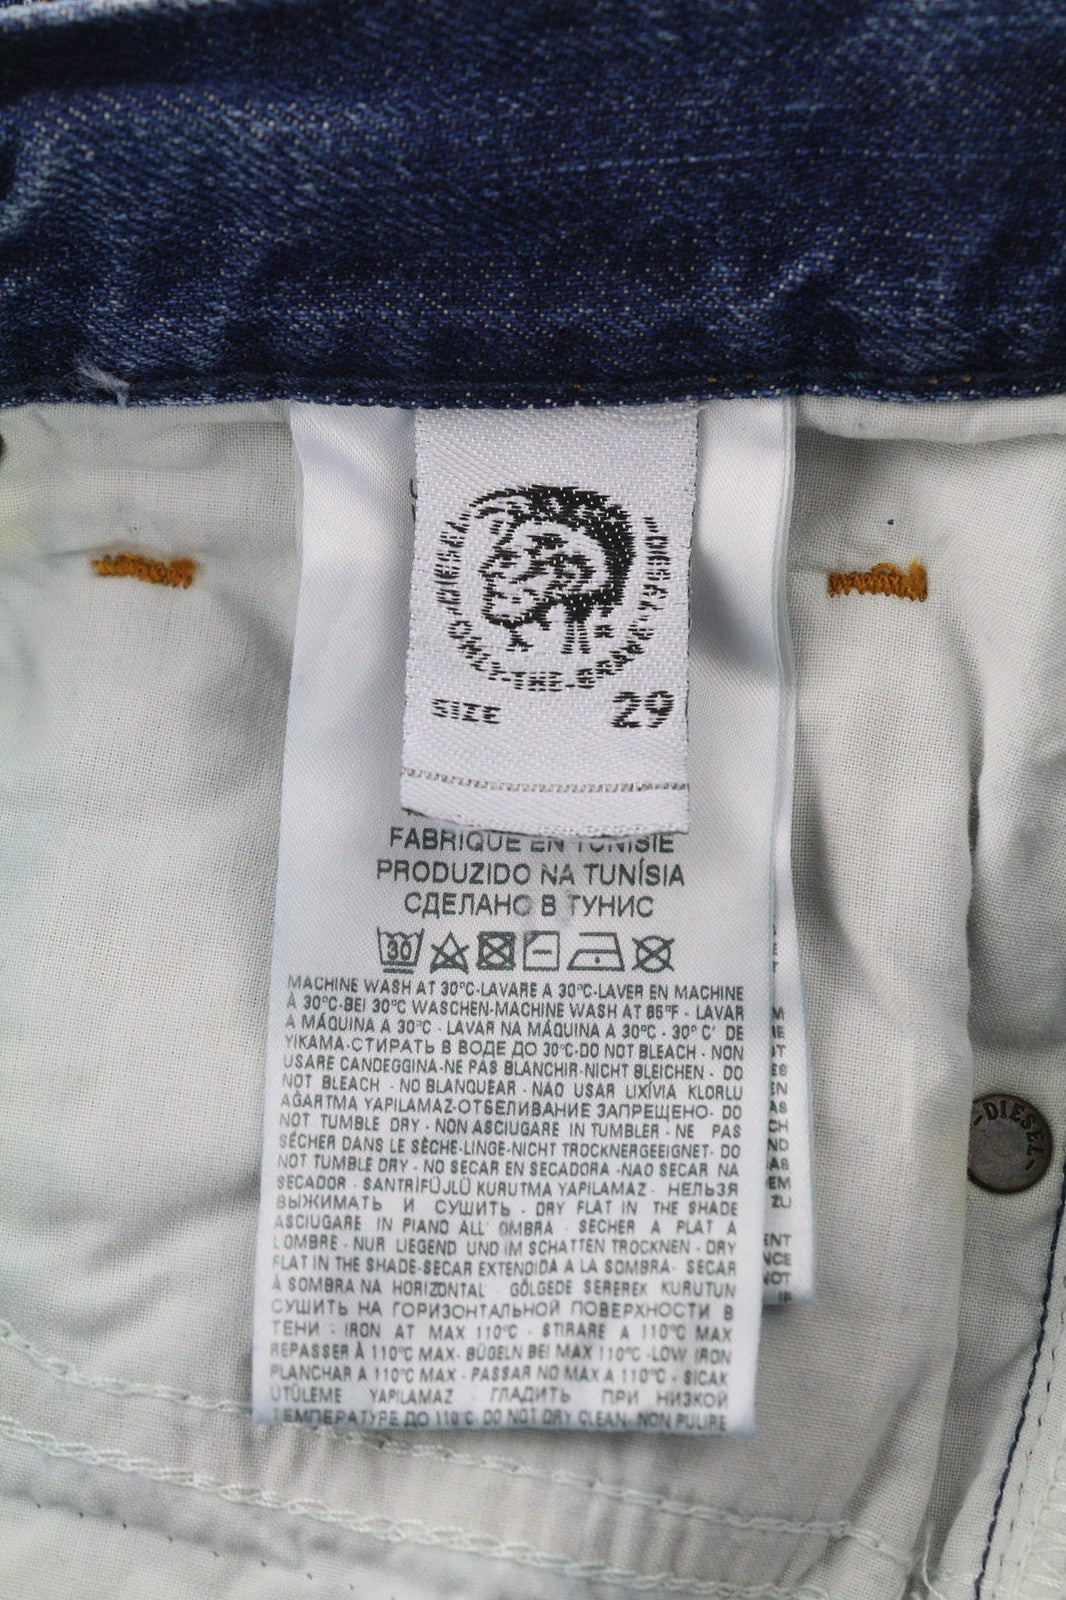 DIESEL DIESEL
ONLY-THE-BRAVE
SIZE 29
FABRIQUÉ EN TUNISIE
PRODUZIDO NA TUNÍSIA
СДЕЛАНО В ТУНИС
30
MACHINE WASH AT 30°C-LAVARE A 30°C-LAVER EN MACHINE
À 30°C-BEI 30°C WASCHEN-MACHINE WASH AT 86°F - LAVAR
A MÁQUINA A 30°C - LAVAR NA MÁQUINA A 30°C - 30° C' DE
YIKAMA-СТИРАТЬ В ВОДЕ ДО 30°C-DO NOT BLEACH - NON
USARE CANDEGGINA-NE PAS BLANCHIR-NICHT BLEICHEN - DO
NOT BLEACH - NO BLANQUEAR - NAO USAR LIXÍVIA KLORLU
AĞARTMA YAPILAMAZ-ОТБЕЛИВАНИЕ ЗАПРЕЩЕНО- DO
NOT TUMBLE DRY - NON ASCIUGARE IN TUMBLER - NE PAS
SÉCHER DANS LE SÈCHE-LINGE-NICHT TROCKNERGEEIGNET- DO
NOT TUMBLE DRY - NO SECAR EN SECADORA -NAO SECAR NA
SECADOR - SANTRİFÜJLÜ KURUTMA YAPILAMAZ - НЕЛЬЗЯ
ВЫЖИМАТЬ И СУШИТЬ - DRY FLAT IN THE SHADE
ASCIUGARE IN PIANO ALL' OMBRA - SECHER A PLAT A
L'OMBRE - NUR LIEGEND UND IM SCHATTEN TROCKNEN - DRY
FLAT IN THE SHADE-SECAR EXTENDIDA A LA SOMBRA- SECAR
À SOMBRA NA HORIZONTAL GÖLGEDE SEREREK KURUTUN
СУШИТЬ НА ГОРИЗОНТАЛЬНОЙ ПОВЕРХНОСТИ В
ТЕНИ - IRON AT MAX 110°C - STIRARE A 110°C MAX
REPASSER À 110°C MAX- BÜGELN BEI MAX 110°C -LOW IRON
PLANCHAR A 110°C MAX - PASSAR NO MAX A 110°C - SICAK
ÜTÜLEME YAPILAMAZ - ГЛАДИТЬ ПРИ НИЗКОЙ
ТЕМПЕРАТУРЕ ДО 110°C- DO NOT DRY CLEAN- NON PULIRE
-DIESEL-